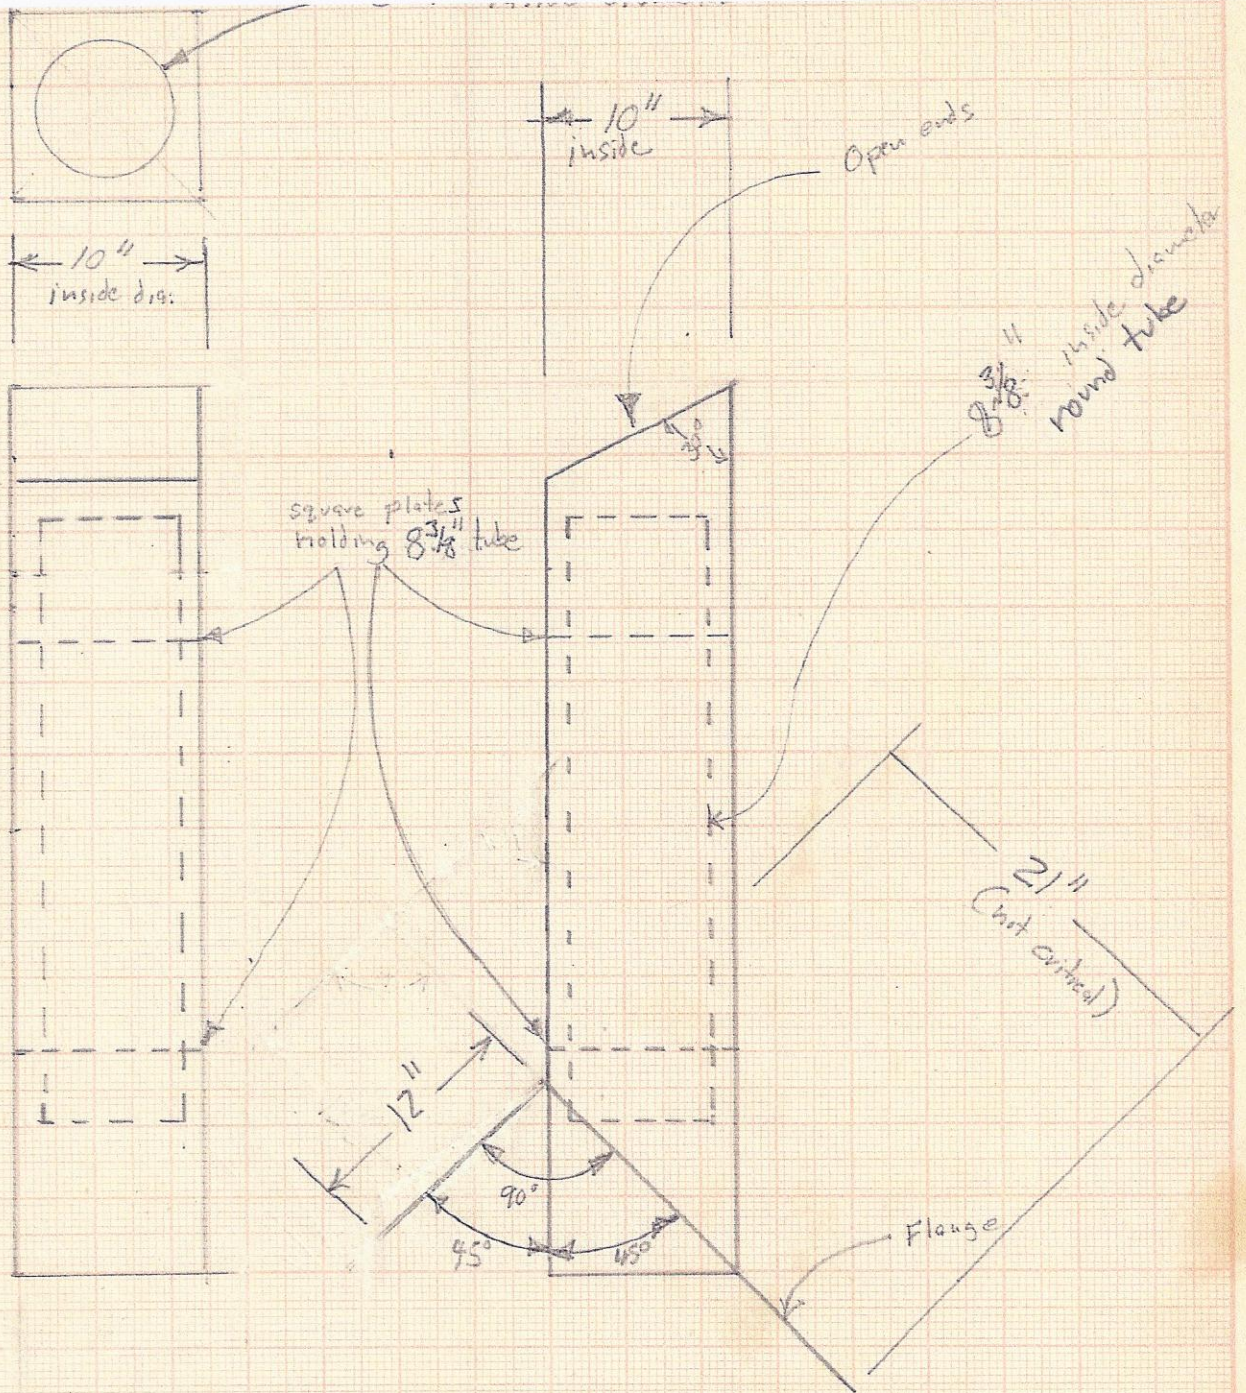 10"
inside
Open ends
10"
inside dia.
8 3/8" inside diameter
round tube
square plates
holding 8 3/8" tube
21"
(not critical)
12"
90°
45°
45°
Flange